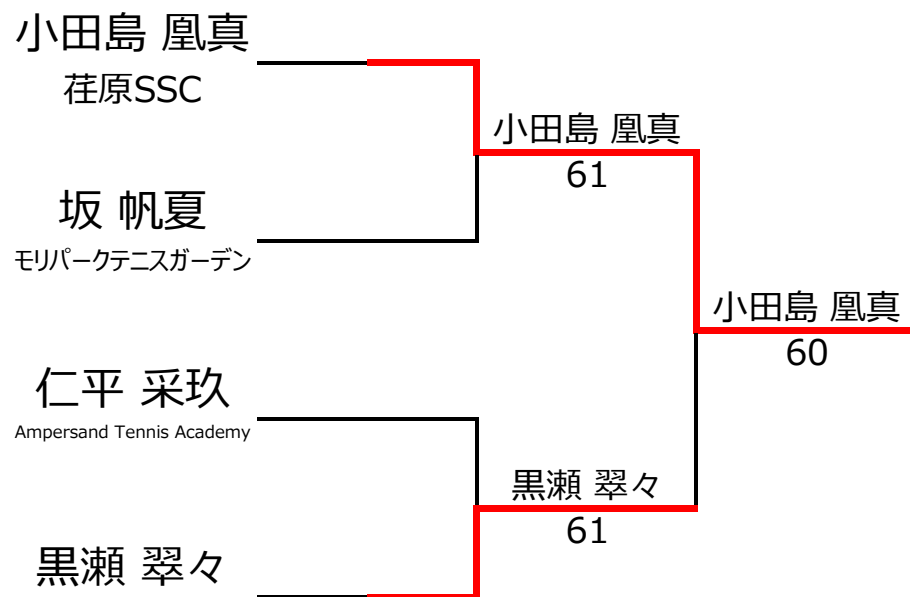 小田島 凰真
荏原SSC
小田島 凰真
61
坂 帆夏
モリパークテニスガーデン
小田島 凰真
60
仁平 采玖
Ampersand Tennis Academy
黒瀬 翠々
61
黒瀬 翠々